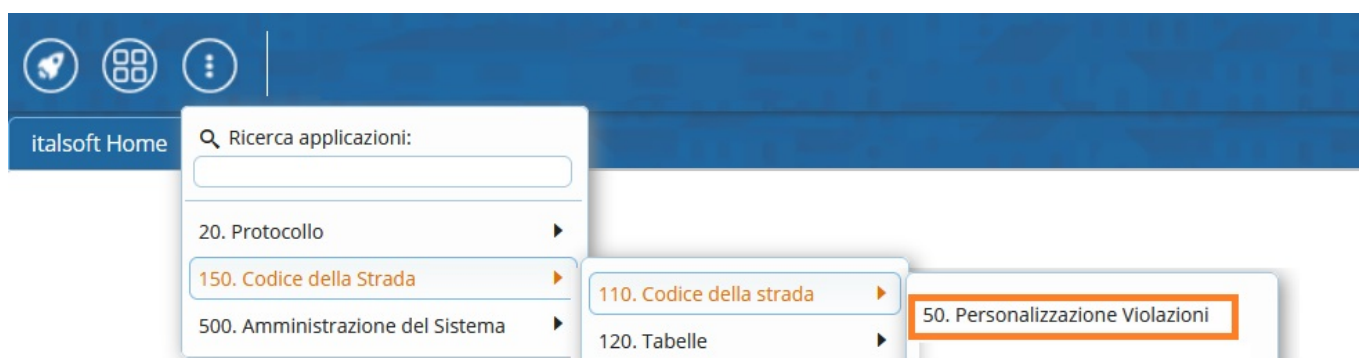 italsoft Home
Ricerca applicazioni:
20. Protocollo
150. Codice della Strada
500. Amministrazione del Sistema
110. Codice della strada
120. Tabelle
50. Personalizzazione Violazioni